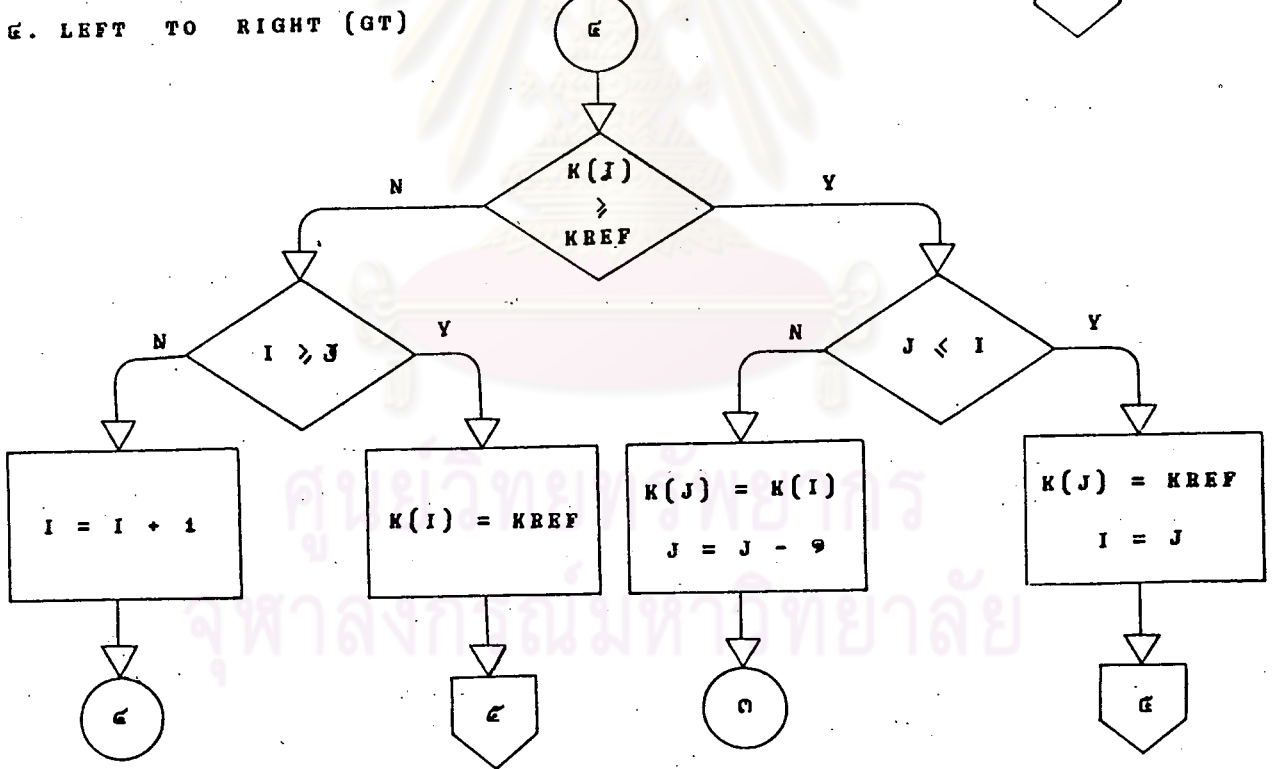 ๔. LEFT TO RIGHT (GT)
๔
K(I)
⩾
KREF
N
Y
I ⩾ J
N
Y
J ⩽ I
N
Y
I = I + 1
K(I) = KREF
K(J) = K(I)
J = J - ๑
K(J) = KREF
I = J
๔
๕
๓
๕
ศูนย์วิทยทรัพยากร
จุฬาลงกรณ์มหาวิทยาลัย